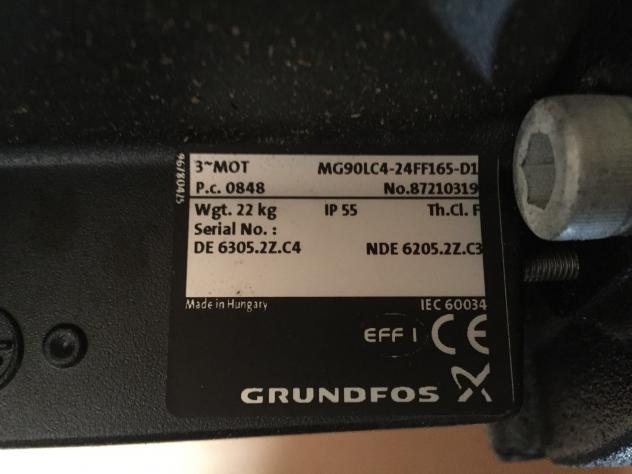 3~MOT MG90LC4-24FF165-D1
P.c. 0848 No.87210319
Wgt. 22 kg IP 55 Th.Cl. F
Serial No. :
DE 6305.2Z.C4 NDE 6205.2Z.C3
Made in Hungary IEC 60034
EFF 1 CE
GRUNDFOS